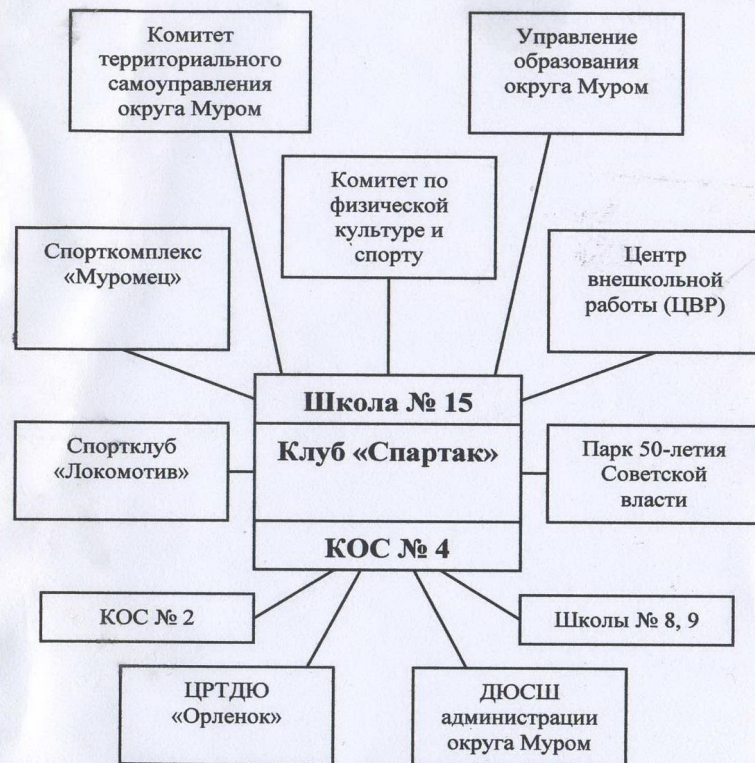 Комитет
территориального
самоуправления
округа Муром
Управление
образования
округа Муром
Комитет по
физической
культуре и
спорту
Спорткомплекс
«Муромец»
Центр
внешкольной
работы (ЦВР)
Школа № 15
Клуб «Спартак»
КОС № 4
Спортклуб
«Локомотив»
Парк 50-летия
Советской
власти
КОС № 2
Школы № 8, 9
ЦРТДЮ
«Орленок»
ДЮСШ
администрации
округа Муром